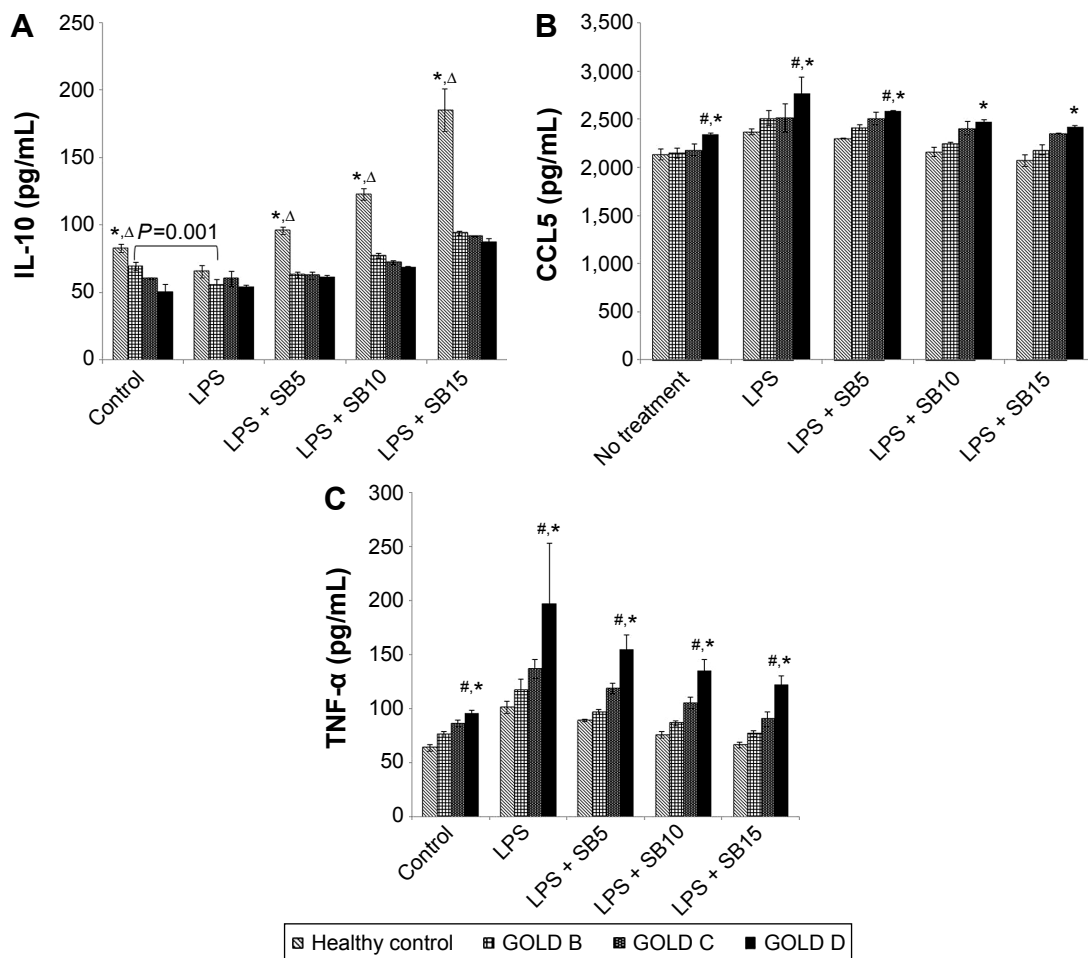 A
IL-10 (pg/mL)
250
200
150
100
50
0
*,Δ
P=0.001
*,Δ
*,Δ
*,Δ
Control
LPS
LPS + SB5
LPS + SB10
LPS + SB15
B
CCL5 (pg/mL)
3,500
3,000
2,500
2,000
1,500
1,000
500
0
#,*
#,*
#,*
*
*
No treatment
LPS
LPS + SB5
LPS + SB10
LPS + SB15
C
TNF-α (pg/mL)
300
250
200
150
100
50
0
#,*
#,*
#,*
#,*
#,*
Control
LPS
LPS + SB5
LPS + SB10
LPS + SB15
Healthy control GOLD B GOLD C GOLD D